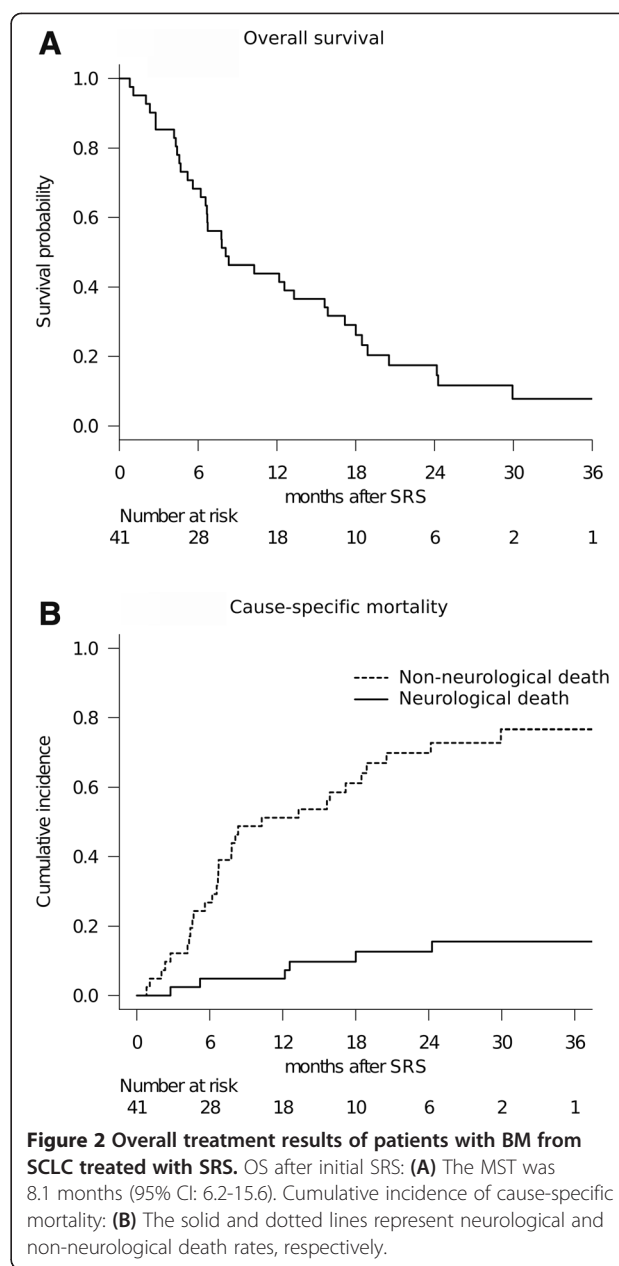 A
Overall survival
1.0
0.8
0.6
0.4
0.2
0.0
Survival probability
0 6 12 18 24 30 36
months after SRS
Number at risk
41 28 18 10 6 2 1
B
Cause-specific mortality
1.0
0.8
0.6
0.4
0.2
0.0
Cumulative incidence
Non-neurological death
Neurological death
0 6 12 18 24 30 36
months after SRS
Number at risk
41 28 18 10 6 2 1
Figure 2 Overall treatment results of patients with BM from
SCLC treated with SRS. OS after initial SRS: (A) The MST was
8.1 months (95% CI: 6.2-15.6). Cumulative incidence of cause-specific
mortality: (B) The solid and dotted lines represent neurological and
non-neurological death rates, respectively.